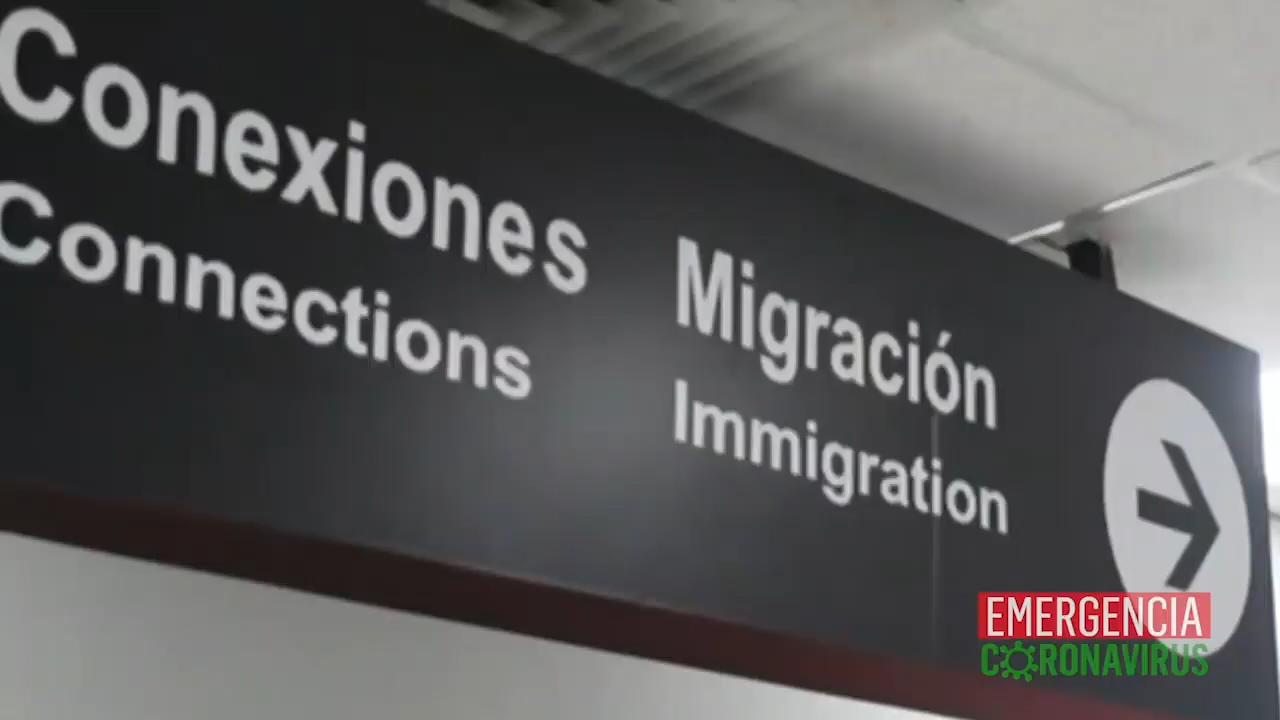 Conexiones
Connections
Migración
Immigration
EMERGENCIA
CORONAVIRUS